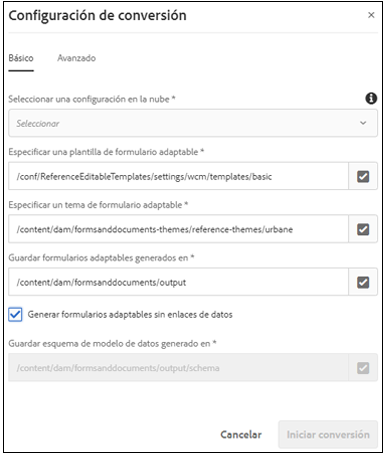 Configuración de conversión
Básico Avanzado
Seleccionar una configuración en la nube *
Seleccionar
Especificar una plantilla de formulario adaptable *
/conf/ReferenceEditableTemplates/settings/wcm/templates/basic
Especificar un tema de formulario adaptable *
/content/dam/formsanddocuments-themes/reference-themes/urbane
Guardar formularios adaptables generados en *
/content/dam/formsanddocuments/output
Generar formularios adaptables sin enlaces de datos
Guardar esquema de modelo de datos generado en *
/content/dam/formsanddocuments/output/schema
Cancelar Iniciar conversión